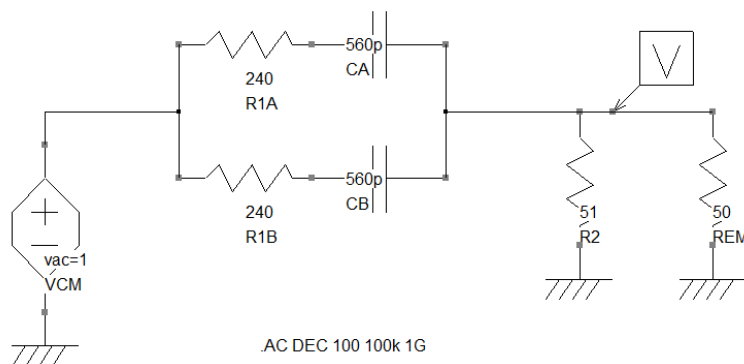 560p
CA
240
R1A
V
560p
CB
240
R1B
51
R2
50
REM
vac=1
VCM
.AC DEC 100 100k 1G